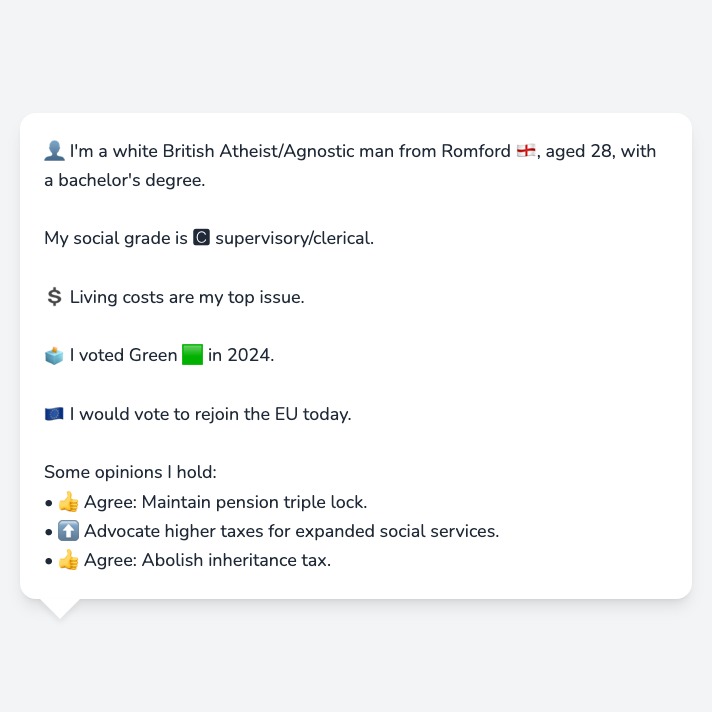 👤 I'm a white British Atheist/Agnostic man from Romford 🏴󠁧󠁢󠁥󠁮󠁧󠁿, aged 28, with
a bachelor's degree.
My social grade is 🅲 supervisory/clerical.
💲 Living costs are my top issue.
🗳️ I voted Green 🟩 in 2024.
🇪🇺 I would vote to rejoin the EU today.
Some opinions I hold:
• 👍 Agree: Maintain pension triple lock.
• ⬆️ Advocate higher taxes for expanded social services.
• 👍 Agree: Abolish inheritance tax.